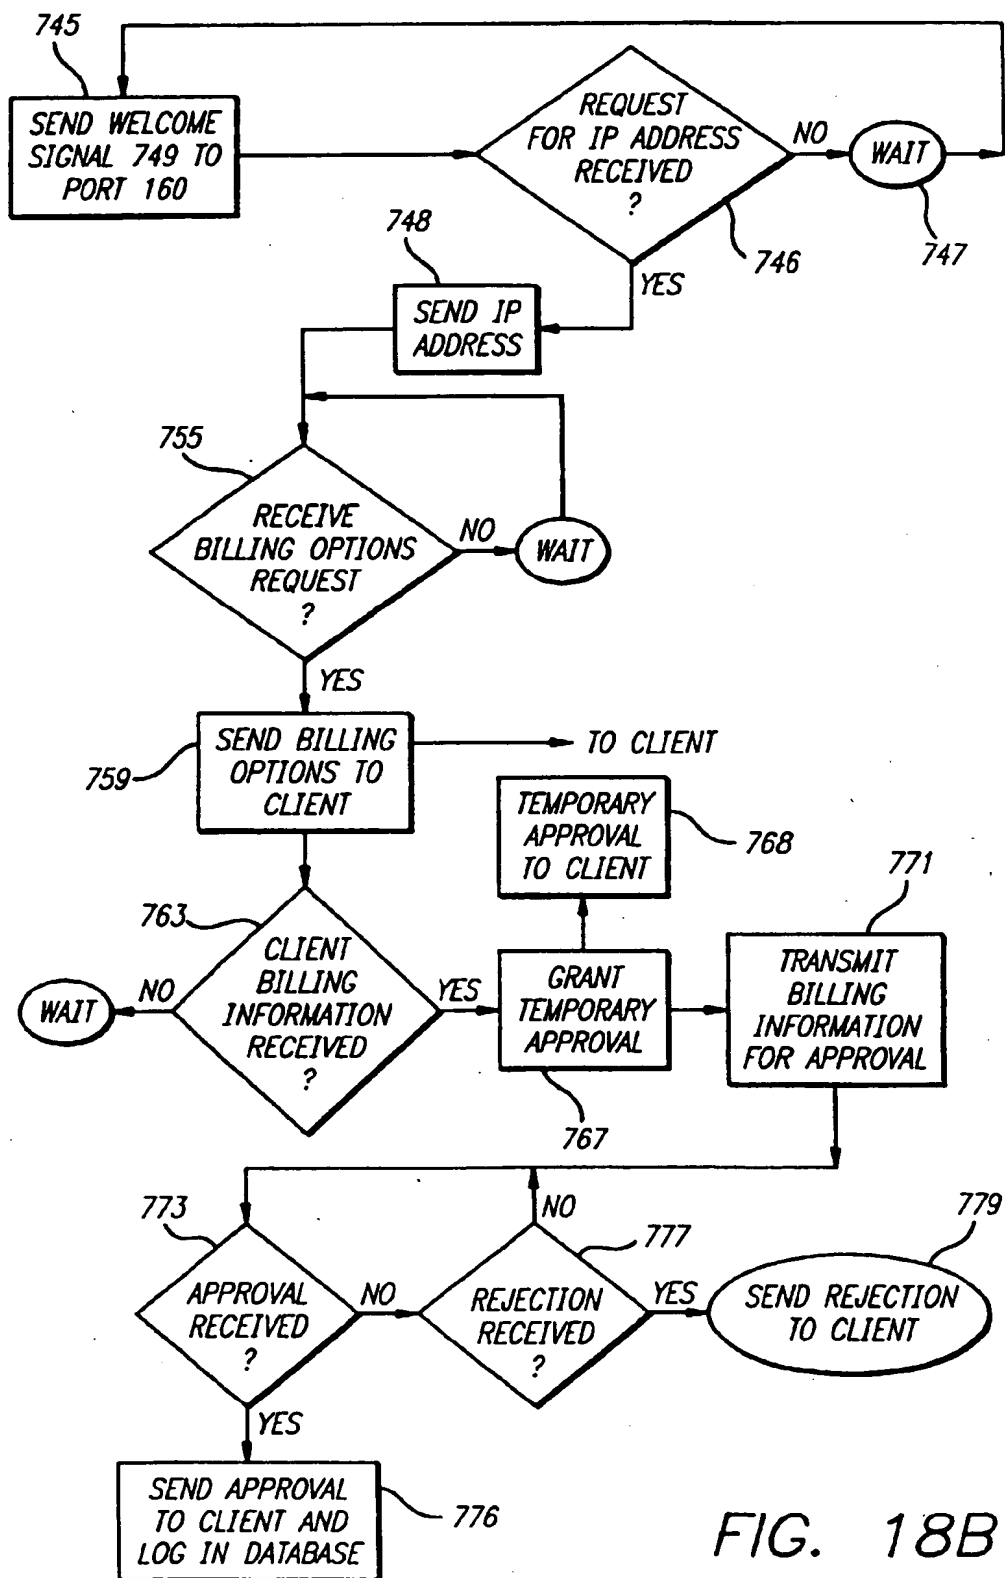 745
SEND WELCOME
SIGNAL 749 TO
PORT 160
REQUEST
FOR IP ADDRESS
RECEIVED
?
NO
WAIT
747
746
YES
748
SEND IP
ADDRESS
755
RECEIVE
BILLING OPTIONS
REQUEST
?
NO
WAIT
YES
759
SEND BILLING
OPTIONS TO
CLIENT
TO CLIENT
TEMPORARY
APPROVAL
TO CLIENT
768
763
CLIENT
BILLING
INFORMATION
RECEIVED
?
NO
WAIT
YES
GRANT
TEMPORARY
APPROVAL
767
771
TRANSMIT
BILLING
INFORMATION
FOR APPROVAL
773
APPROVAL
RECEIVED
?
NO
777
REJECTION
RECEIVED
?
NO
YES
779
SEND REJECTION
TO CLIENT
YES
SEND APPROVAL
TO CLIENT AND
LOG IN DATABASE
776
FIG. 18B